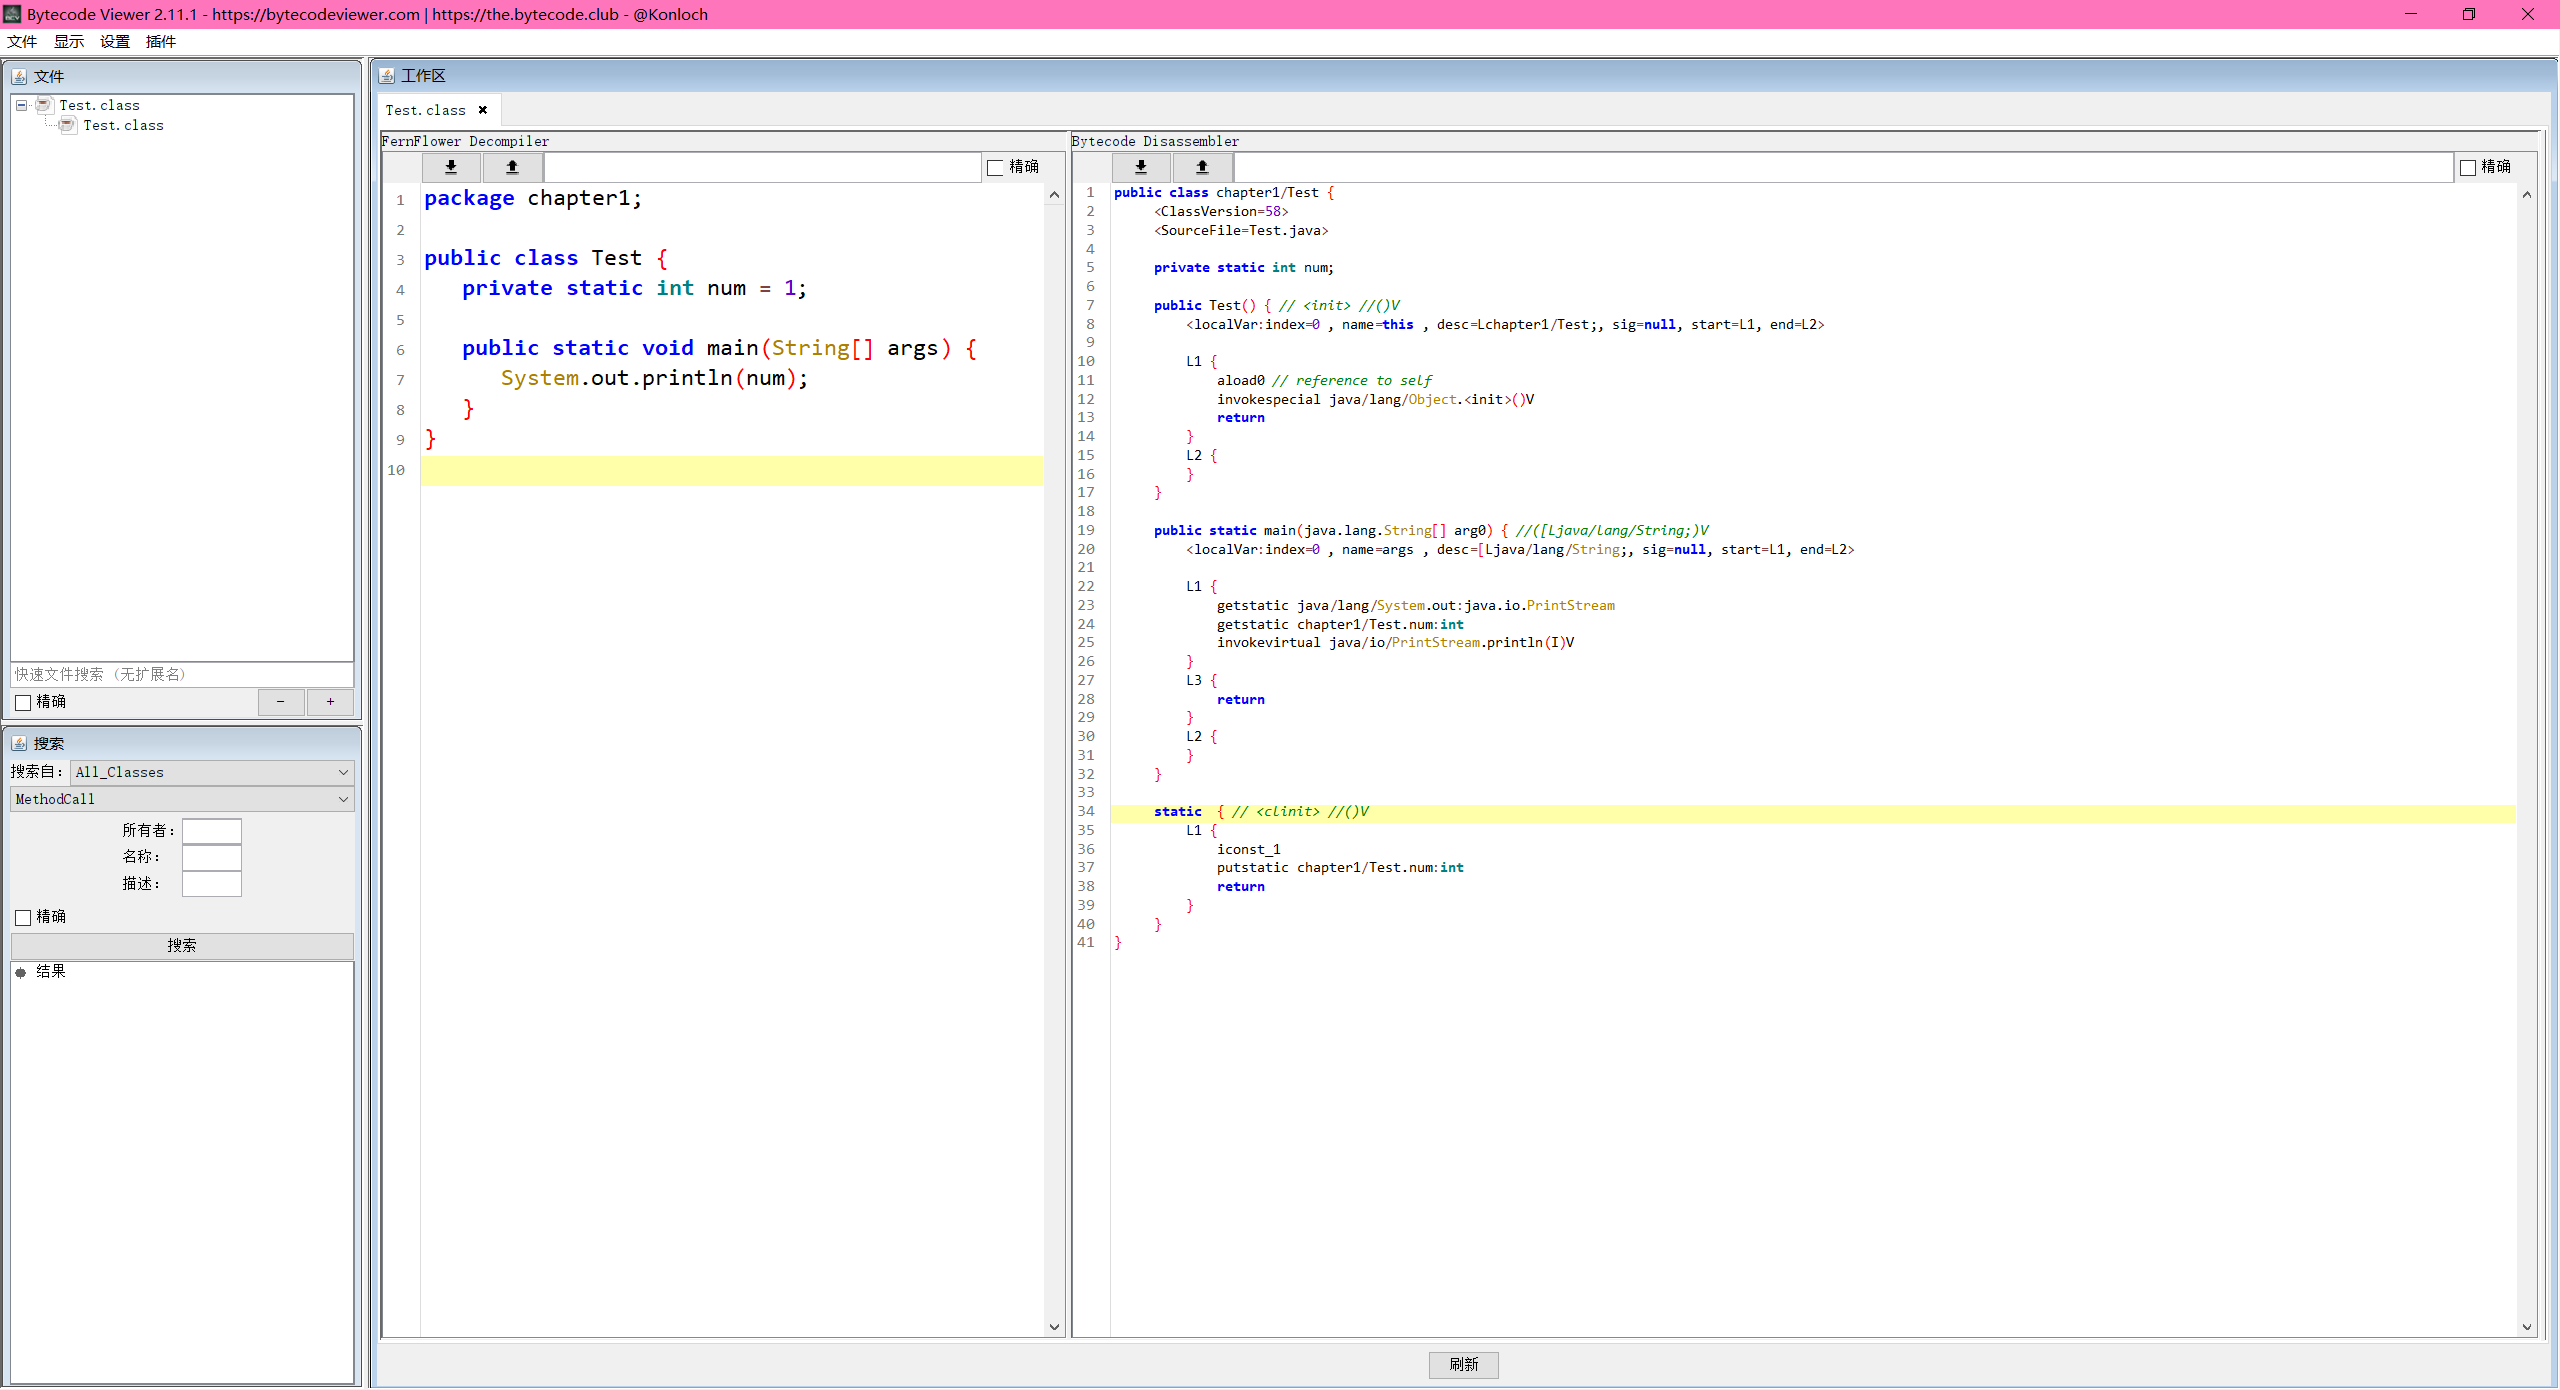 Bytecode Viewer 2.11.1 - https://bytecodeviewer.com | https://the.bytecode.club - @Konloch
文件 显示 设置 插件
文件
Test.class
Test.class
快速文件搜索 (无扩展名)
精确 - +
搜索
搜索自： All_Classes
MethodCall
所有者：
名称：
描述：
精确
搜索
结果
工作区
Test.class
FernFlower Decompiler
精确
1 package chapter1;
2
3 public class Test {
4 private static int num = 1;
5
6 public static void main(String[] args) {
7 System.out.println(num);
8 }
9 }
10
Bytecode Disassembler
精确
1 public class chapter1/Test {
2 <ClassVersion=58>
3 <SourceFile=Test.java>
4
5 private static int num;
6
7 public Test() { // <init> //()V
8 <localVar:index=0 , name=this , desc=Lchapter1/Test;, sig=null, start=L1, end=L2>
9
10 L1 {
11 aload0 // reference to self
12 invokespecial java/lang/Object.<init>()V
13 return
14 }
15 L2 {
16 }
17 }
18
19 public static main(java.lang.String[] arg0) { //([Ljava/lang/String;)V
20 <localVar:index=0 , name=args , desc=[Ljava/lang/String;, sig=null, start=L1, end=L2>
21
22 L1 {
23 getstatic java/lang/System.out:java.io.PrintStream
24 getstatic chapter1/Test.num:int
25 invokevirtual java/io/PrintStream.println(I)V
26 }
27 L3 {
28 return
29 }
30 L2 {
31 }
32 }
33
34 static { // <clinit> //()V
35 L1 {
36 iconst_1
37 putstatic chapter1/Test.num:int
38 return
39 }
40 }
41 }
刷新